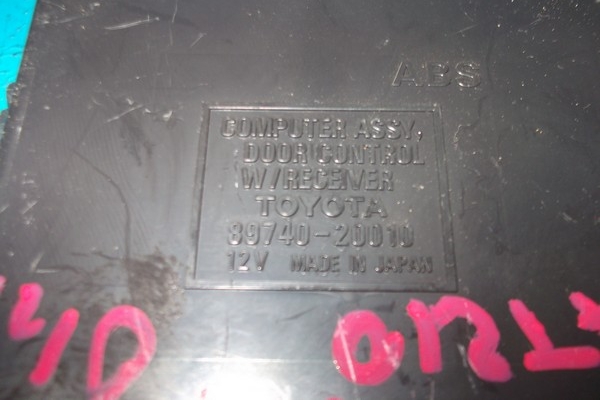 ABS
COMPUTER ASSY,
DOOR CONTROL
W/RECEIVER
TOYOTA
89740-20010
12V MADE IN JAPAN